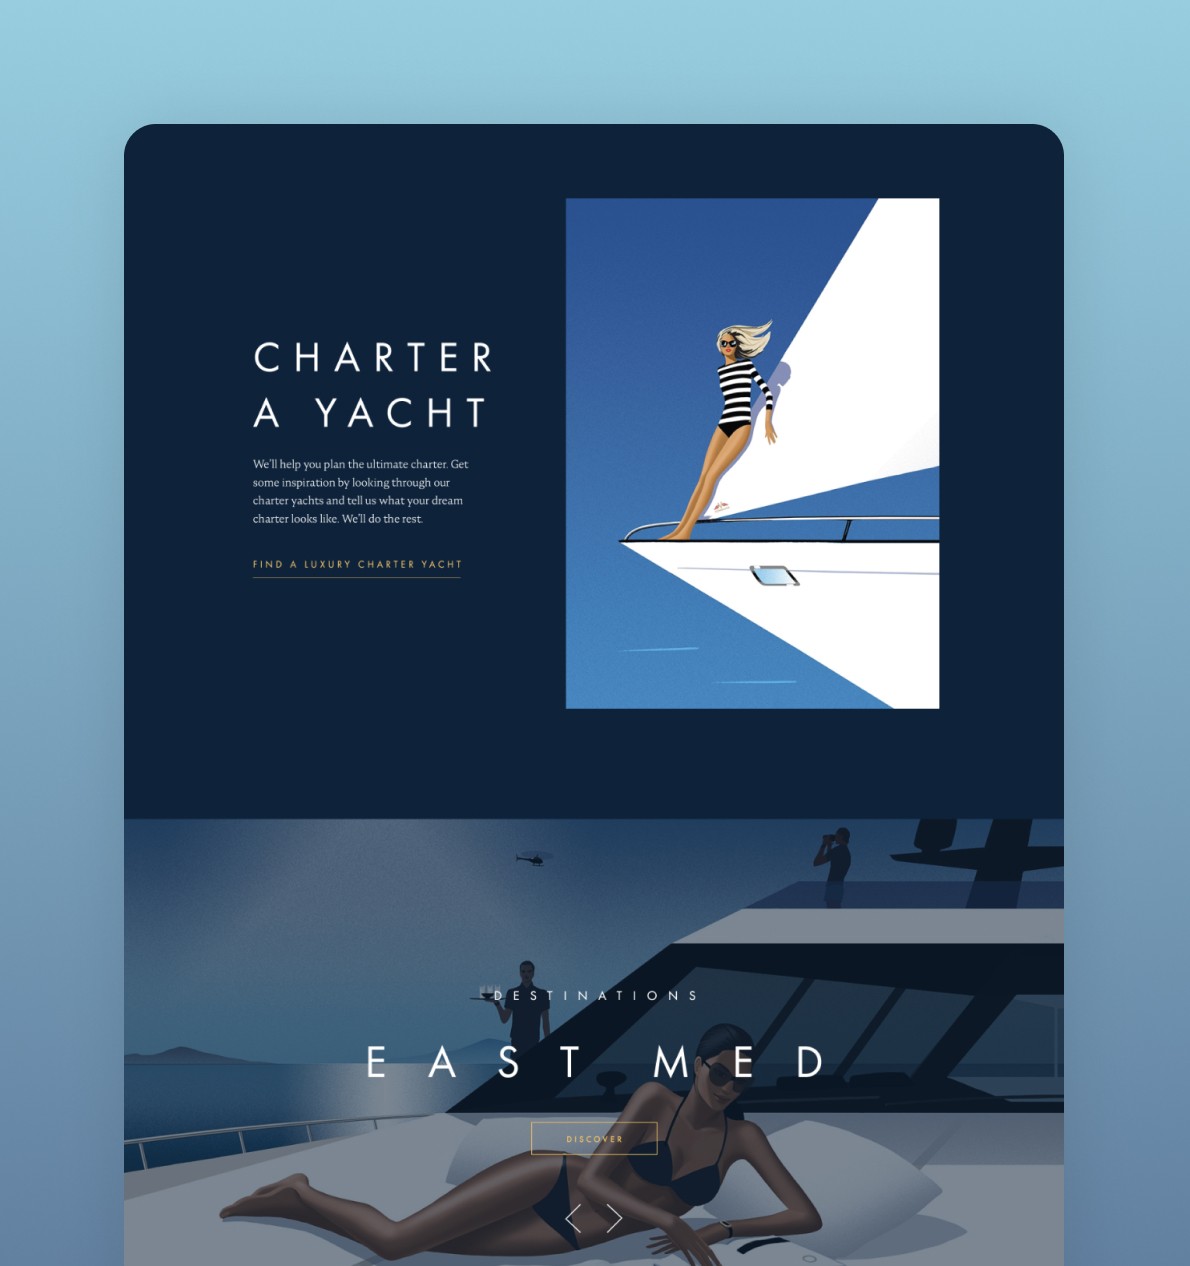 CHARTER
A YACHT
We'll help you plan the ultimate charter. Get
some inspiration by looking through our
charter yachts and tell us what your dream
charter looks like. We'll do the rest.
FIND A LUXURY CHARTER YACHT
DESTINATIONS
EAST MED
DISCOVER